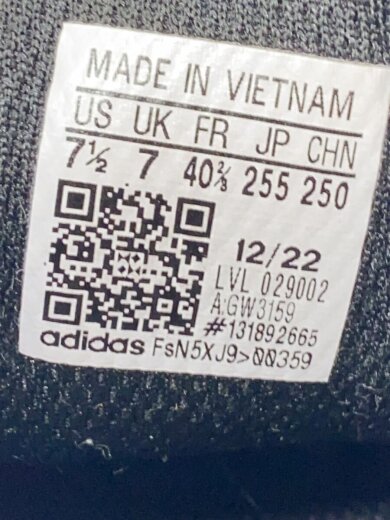 MADE IN VIETNAM
US UK FR JP CHN
7½ 7 40⅔ 255 250
12/22
LVL 029002
A:GW3159
#131892665
adidas FsN5XJ9>00359